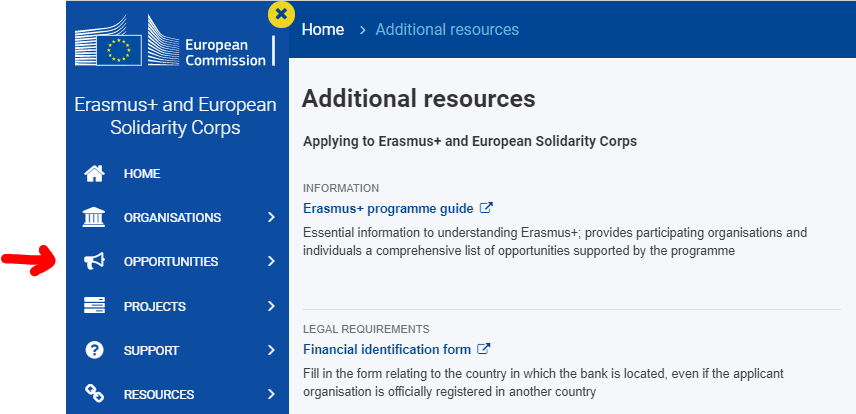 European
Commission
Erasmus+ and European
Solidarity Corps
HOME
ORGANISATIONS
OPPORTUNITIES
PROJECTS
SUPPORT
RESOURCES
Home > Additional resources
Additional resources
Applying to Erasmus+ and European Solidarity Corps
INFORMATION
Erasmus+ programme guide
Essential information to understanding Erasmus+; provides participating organisations and
individuals a comprehensive list of opportunities supported by the programme
LEGAL REQUIREMENTS
Financial identification form
Fill in the form relating to the country in which the bank is located, even if the applicant
organisation is officially registered in another country